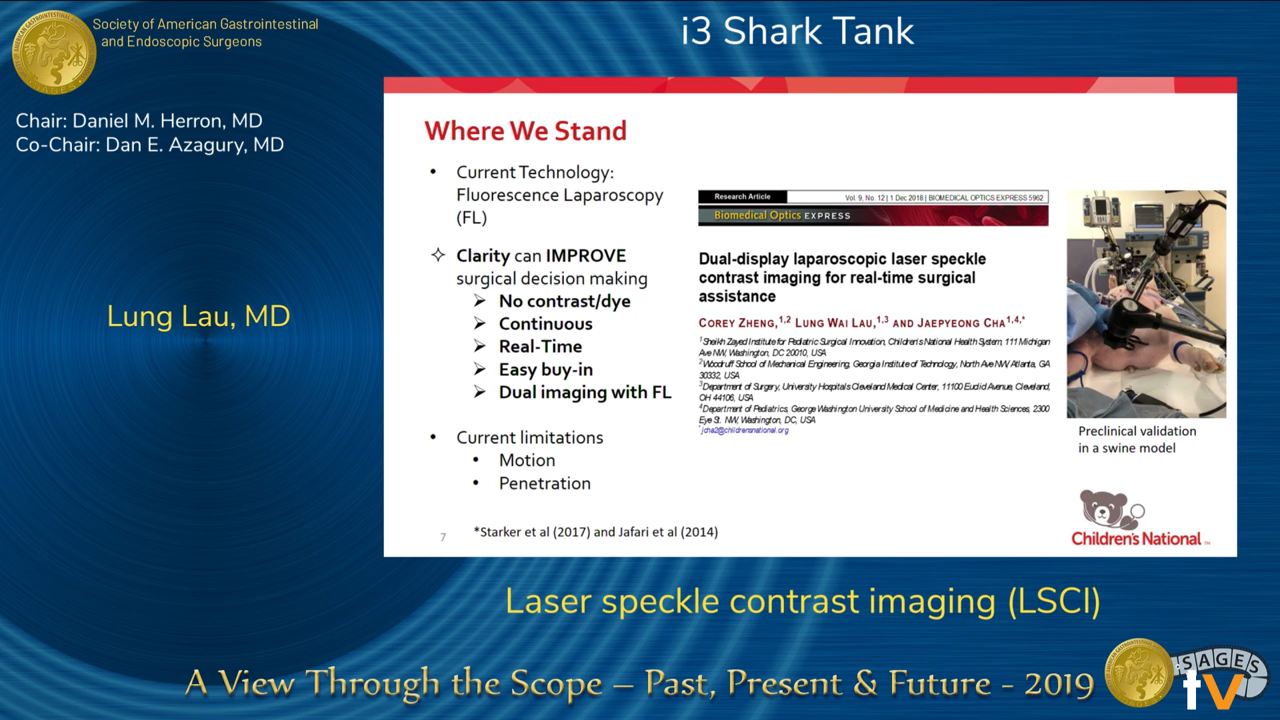 Society of American Gastrointestinal
and Endoscopic Surgeons
i3 Shark Tank
Chair: Daniel M. Herron, MD
Co-Chair: Dan E. Azagury, MD
Lung Lau, MD
Where We Stand
• Current Technology:
Fluorescence Laparoscopy
(FL)
✧ Clarity can IMPROVE
surgical decision making
➤ No contrast/dye
➤ Continuous
➤ Real-Time
➤ Easy buy-in
➤ Dual imaging with FL
• Current limitations
• Motion
• Penetration
*Starker et al (2017) and Jafari et al (2014)
7
Research Article
Vol. 9, No. 12 | 1 Dec 2018 | BIOMEDICAL OPTICS EXPRESS 5962
Biomedical Optics EXPRESS
Dual-display laparoscopic laser speckle
contrast imaging for real-time surgical
assistance
COREY ZHENG,1,2 LUNG WAI LAU,1,3 AND JAEPYEONG CHA1,4,*
1Sheikh Zayed Institute for Pediatric Surgical Innovation, Children's National Health System, 111 Michigan
Ave NW, Washington, DC 20010, USA
2Woodruff School of Mechanical Engineering, Georgia Institute of Technology, North Ave NW Atlanta, GA
30332, USA
3Department of Surgery, University Hospitals Cleveland Medical Center, 11100 Euclid Avenue, Cleveland,
OH 44106, USA
4Department of Pediatrics, George Washington University School of Medicine and Health Sciences, 2300
Eye St. NW, Washington, DC, USA
*jcha2@childrensnational.org
Preclinical validation
in a swine model
Children's National ™
Laser speckle contrast imaging (LSCI)
A View Through the Scope – Past, Present & Future - 2019
SAGES
tv